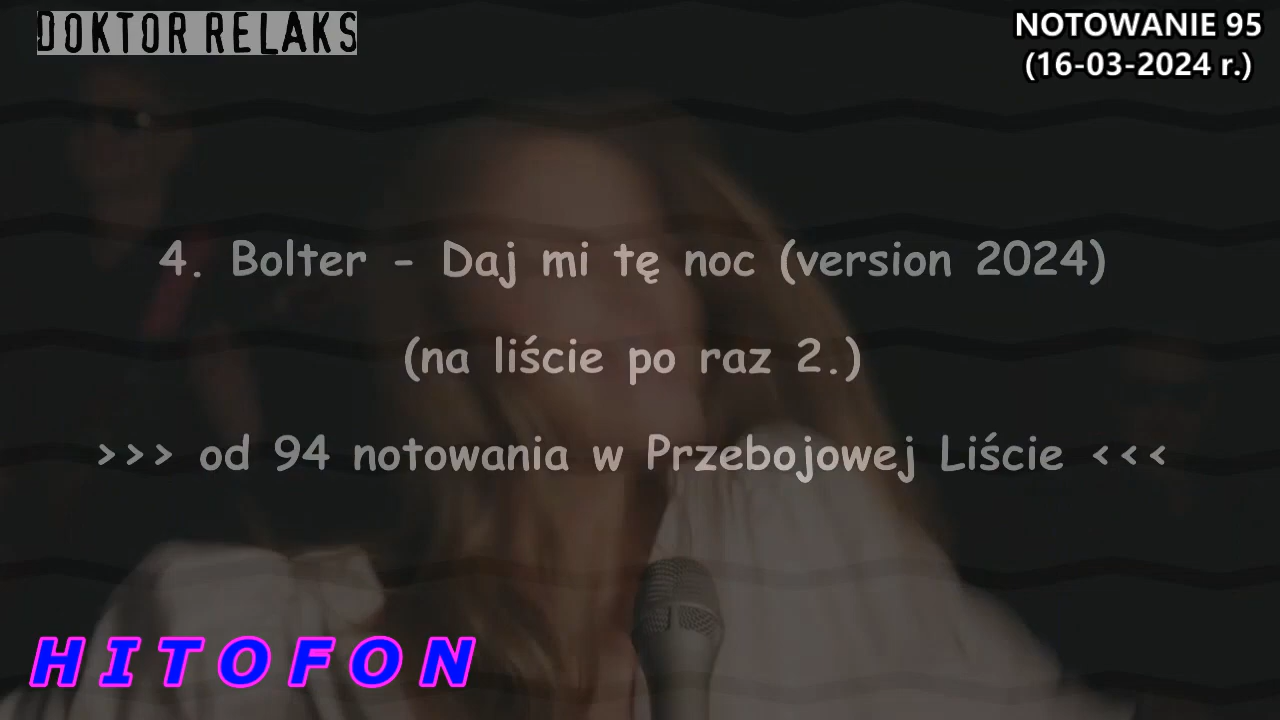 DOKTOR RELAKS
NOTOWANIE 95
(16-03-2024 r.)
4. Bolter - Daj mi tę noc (version 2024)
(na liście po raz 2.)
>>> od 94 notowania w Przebojowej Liście <<<
HITOFON